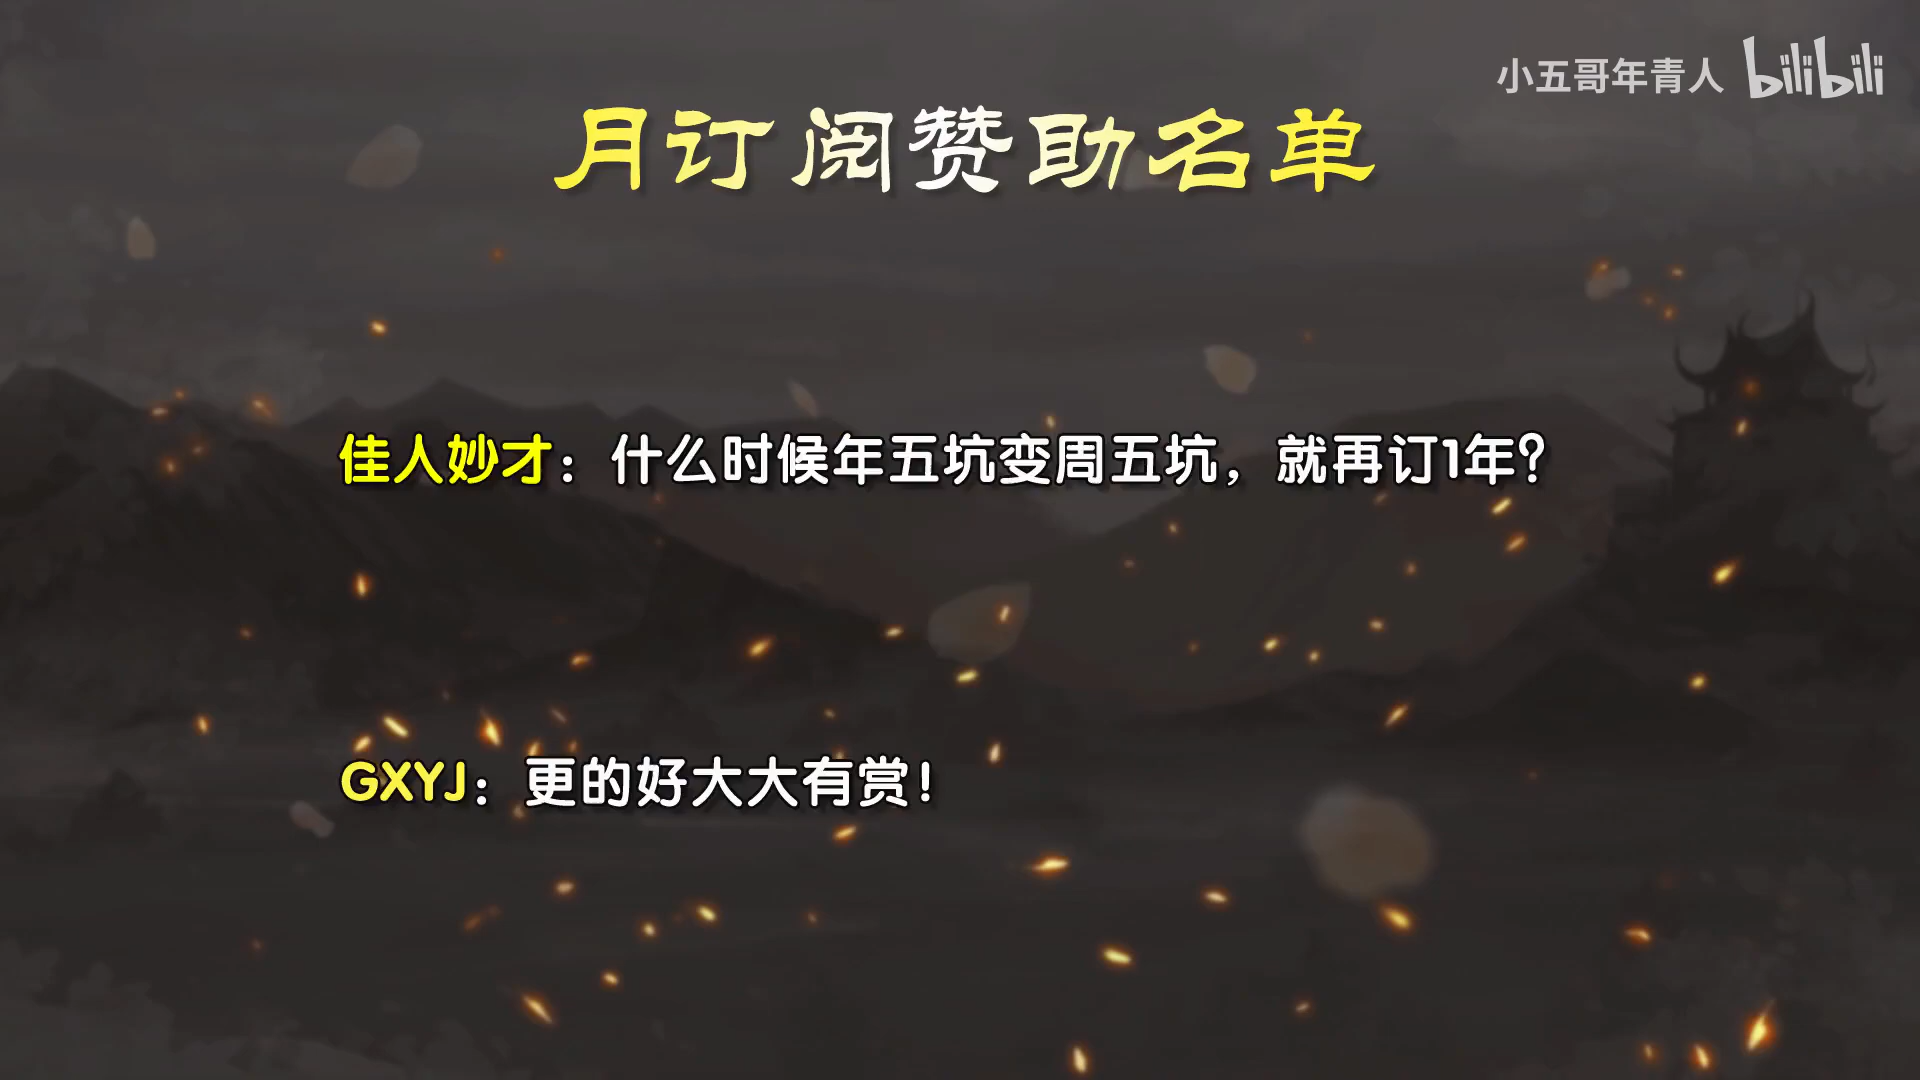 小五哥年青人 bilibili
月订阅赞助名单
佳人妙才：什么时候年五坑变周五坑，就再订1年？
GXYJ：更的好大大有赏！